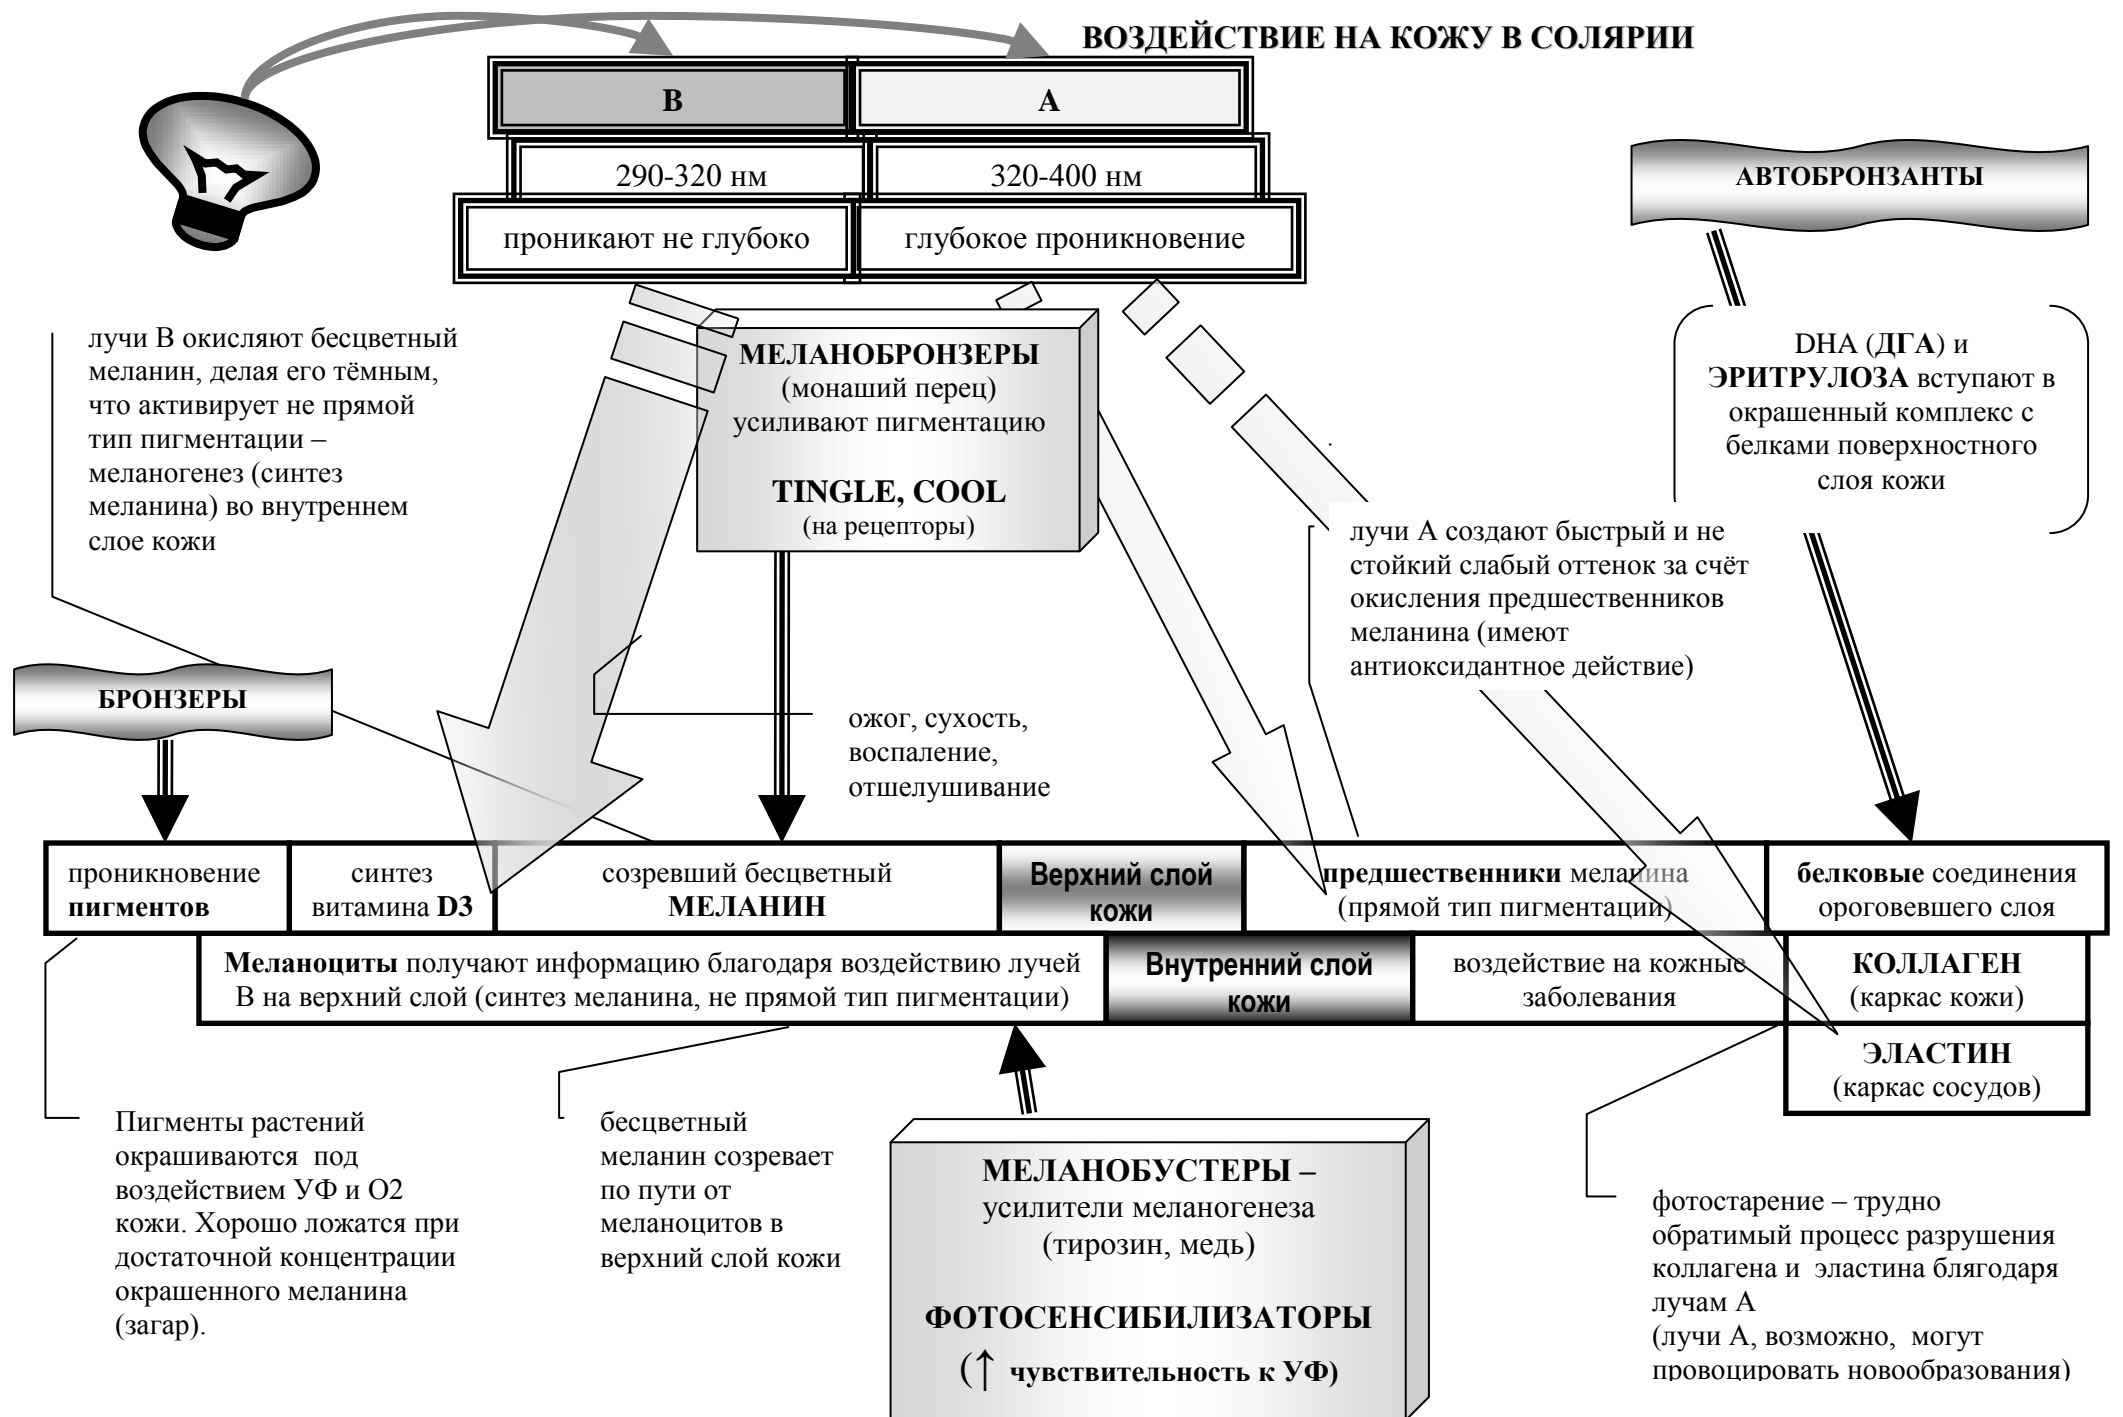 ВОЗДЕЙСТВИЕ НА КОЖУ В СОЛЯРИИ
В
А
290-320 нм
320-400 нм
проникают не глубоко
глубокое проникновение
АВТОБРОНЗАНТЫ
лучи В окисляют бесцветный
меланин, делая его тёмным,
что активирует не прямой
тип пигментации –
меланогенез (синтез
меланина) во внутреннем
слое кожи
МЕЛАНОБРОНЗЕРЫ
(монаший перец)
усиливают пигментацию
TINGLE, COOL
(на рецепторы)
DHA (ДГА) и
ЭРИТРУЛОЗА вступают в
окрашенный комплекс с
белками поверхностного
слоя кожи
лучи А создают быстрый и не
стойкий слабый оттенок за счёт
окисления предшественников
меланина (имеют
антиоксидантное действие)
БРОНЗЕРЫ
ожог, сухость,
воспаление,
отшелушивание
проникновение
пигментов
синтез
витамина D3
созревший бесцветный
МЕЛАНИН
Верхний слой
кожи
предшественники меланина
(прямой тип пигментации)
белковые соединения
ороговевшего слоя
Меланоциты получают информацию благодаря воздействию лучей
В на верхний слой (синтез меланина, не прямой тип пигментации)
Внутренний слой
кожи
воздействие на кожные
заболевания
КОЛЛАГЕН
(каркас кожи)
ЭЛАСТИН
(каркас сосудов)
Пигменты растений
окрашиваются под
воздействием УФ и О2
кожи. Хорошо ложатся при
достаточной концентрации
окрашенного меланина
(загар).
бесцветный
меланин созревает
по пути от
меланоцитов в
верхний слой кожи
МЕЛАНОБУСТЕРЫ –
усилители меланогенеза
(тирозин, медь)
ФОТОСЕНСИБИЛИЗАТОРЫ
(↑ чувствительность к УФ)
фотостарение – трудно
обратимый процесс разрушения
коллагена и эластина блягодаря
лучам А
(лучи А, возможно, могут
провоцировать новообразования)